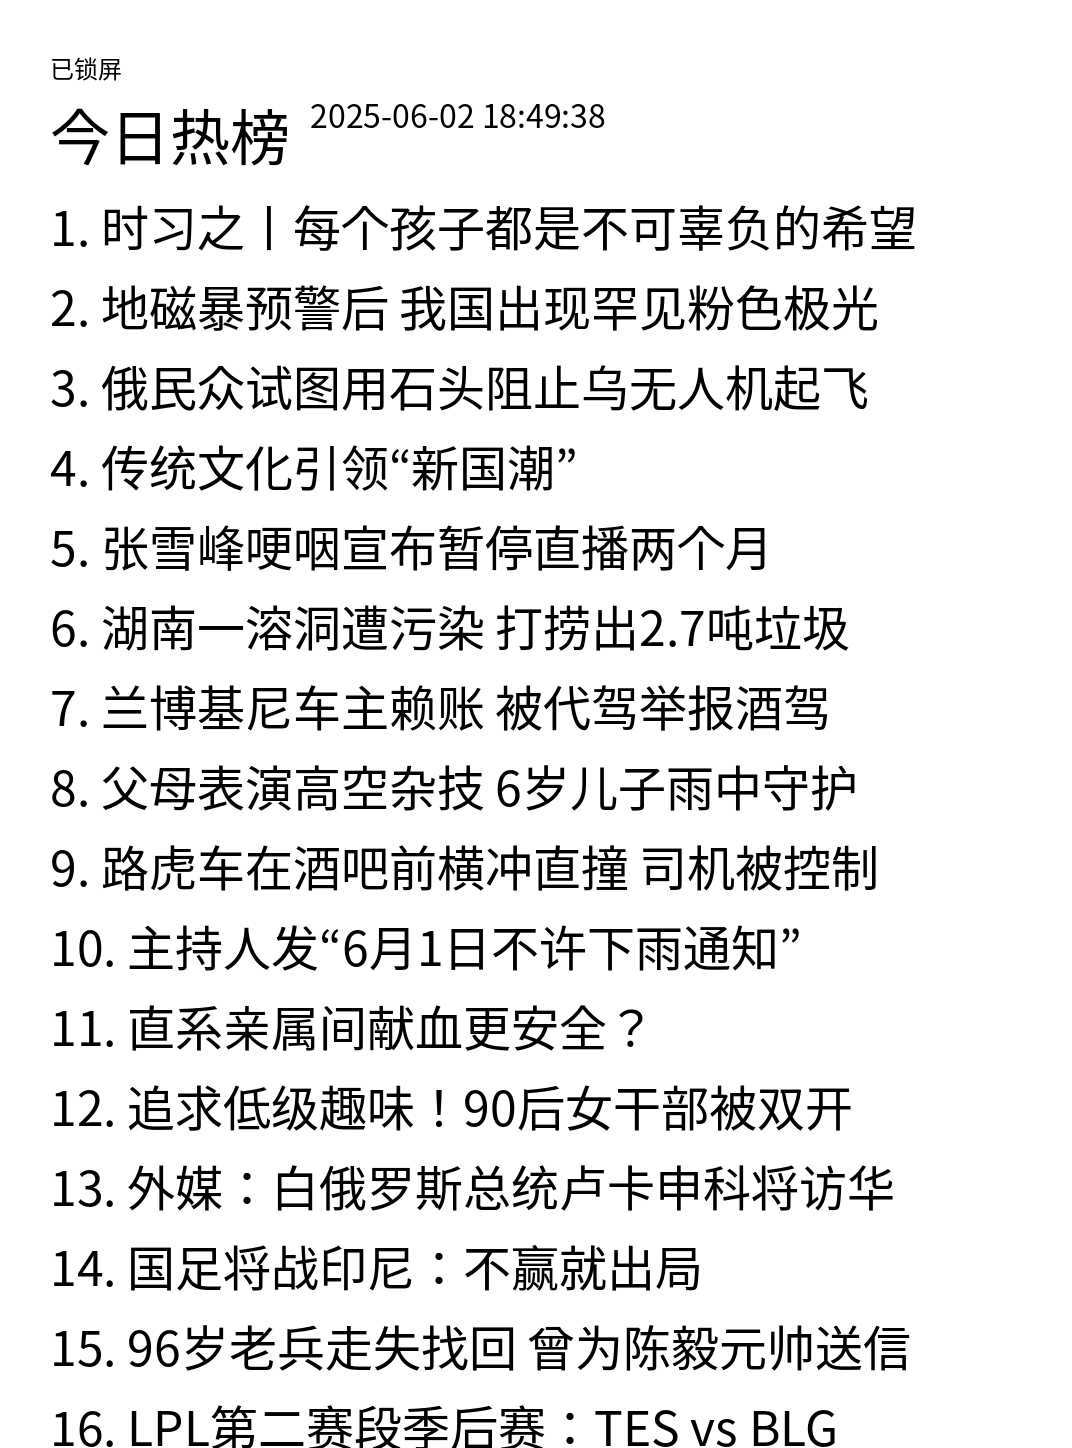 已锁屏
今日热榜 2025-06-02 18:49:38
1. 时习之丨每个孩子都是不可辜负的希望
2. 地磁暴预警后 我国出现罕见粉色极光
3. 俄民众试图用石头阻止乌无人机起飞
4. 传统文化引领“新国潮”
5. 张雪峰哽咽宣布暂停直播两个月
6. 湖南一溶洞遭污染 打捞出2.7吨垃圾
7. 兰博基尼车主赖账 被代驾举报酒驾
8. 父母表演高空杂技 6岁儿子雨中守护
9. 路虎车在酒吧前横冲直撞 司机被控制
10. 主持人发“6月1日不许下雨通知”
11. 直系亲属间献血更安全？
12. 追求低级趣味！90后女干部被双开
13. 外媒：白俄罗斯总统卢卡申科将访华
14. 国足将战印尼：不赢就出局
15. 96岁老兵走失找回 曾为陈毅元帅送信
16. LPL第二赛段季后赛：TES vs BLG